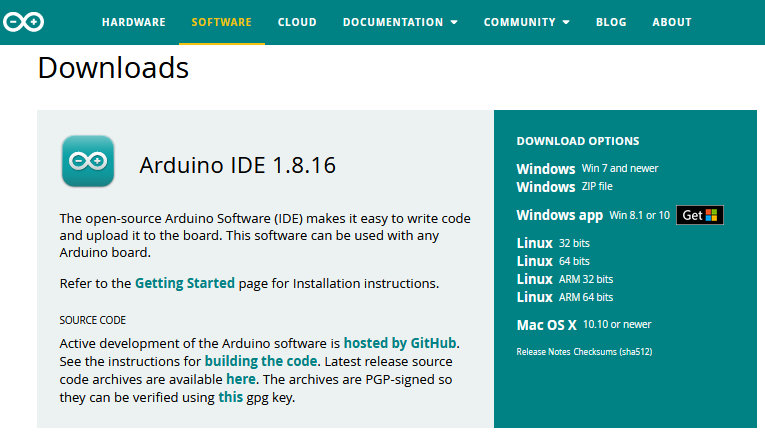 HARDWARE SOFTWARE CLOUD DOCUMENTATION COMMUNITY BLOG ABOUT
Downloads
Arduino IDE 1.8.16
The open-source Arduino Software (IDE) makes it easy to write code
and upload it to the board. This software can be used with any
Arduino board.
Refer to the Getting Started page for Installation instructions.
SOURCE CODE
Active development of the Arduino software is hosted by GitHub.
See the instructions for building the code. Latest release source
code archives are available here. The archives are PGP-signed so
they can be verified using this gpg key.
DOWNLOAD OPTIONS
Windows Win 7 and newer
Windows ZIP file
Windows app Win 8.1 or 10 Get
Linux 32 bits
Linux 64 bits
Linux ARM 32 bits
Linux ARM 64 bits
Mac OS X 10.10 or newer
Release Notes Checksums (sha512)